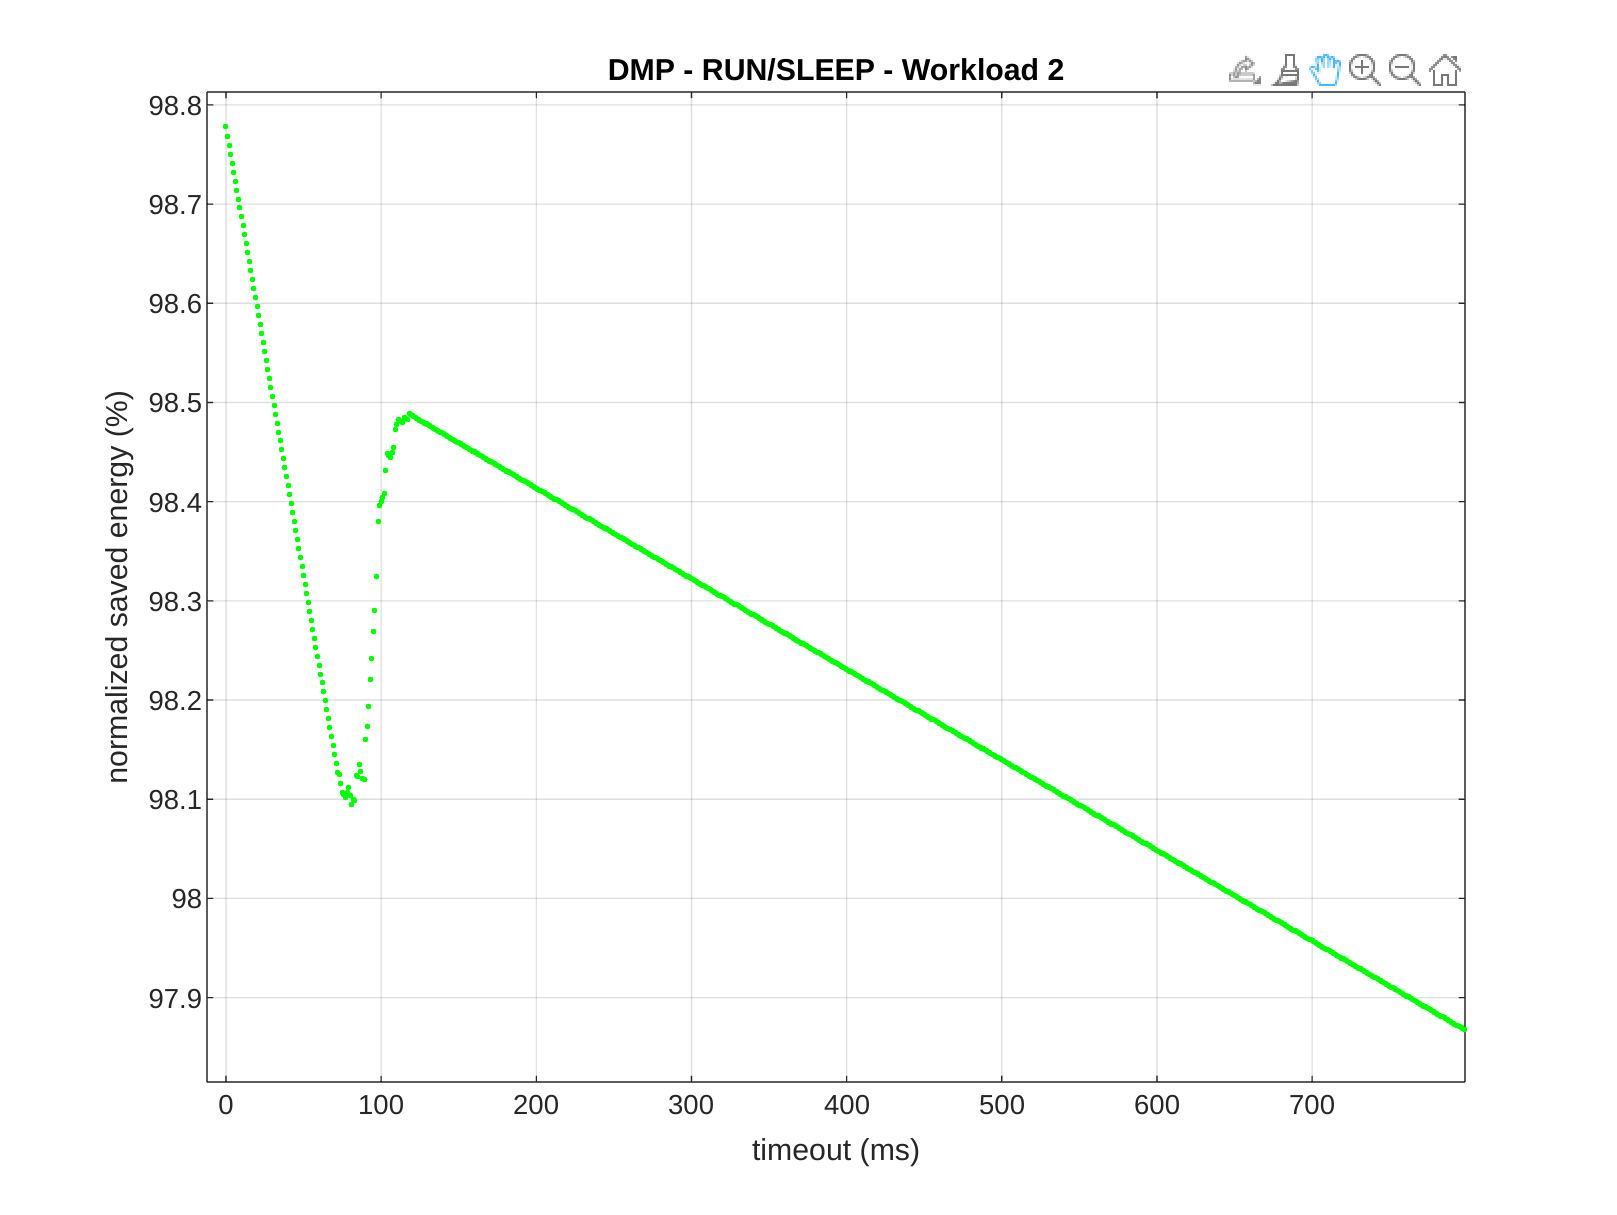 DMP - RUN/SLEEP - Workload 2
98.8
98.7
98.6
98.5
98.4
98.3
98.2
98.1
98
97.9
normalized saved energy (%)
0 100 200 300 400 500 600 700
timeout (ms)